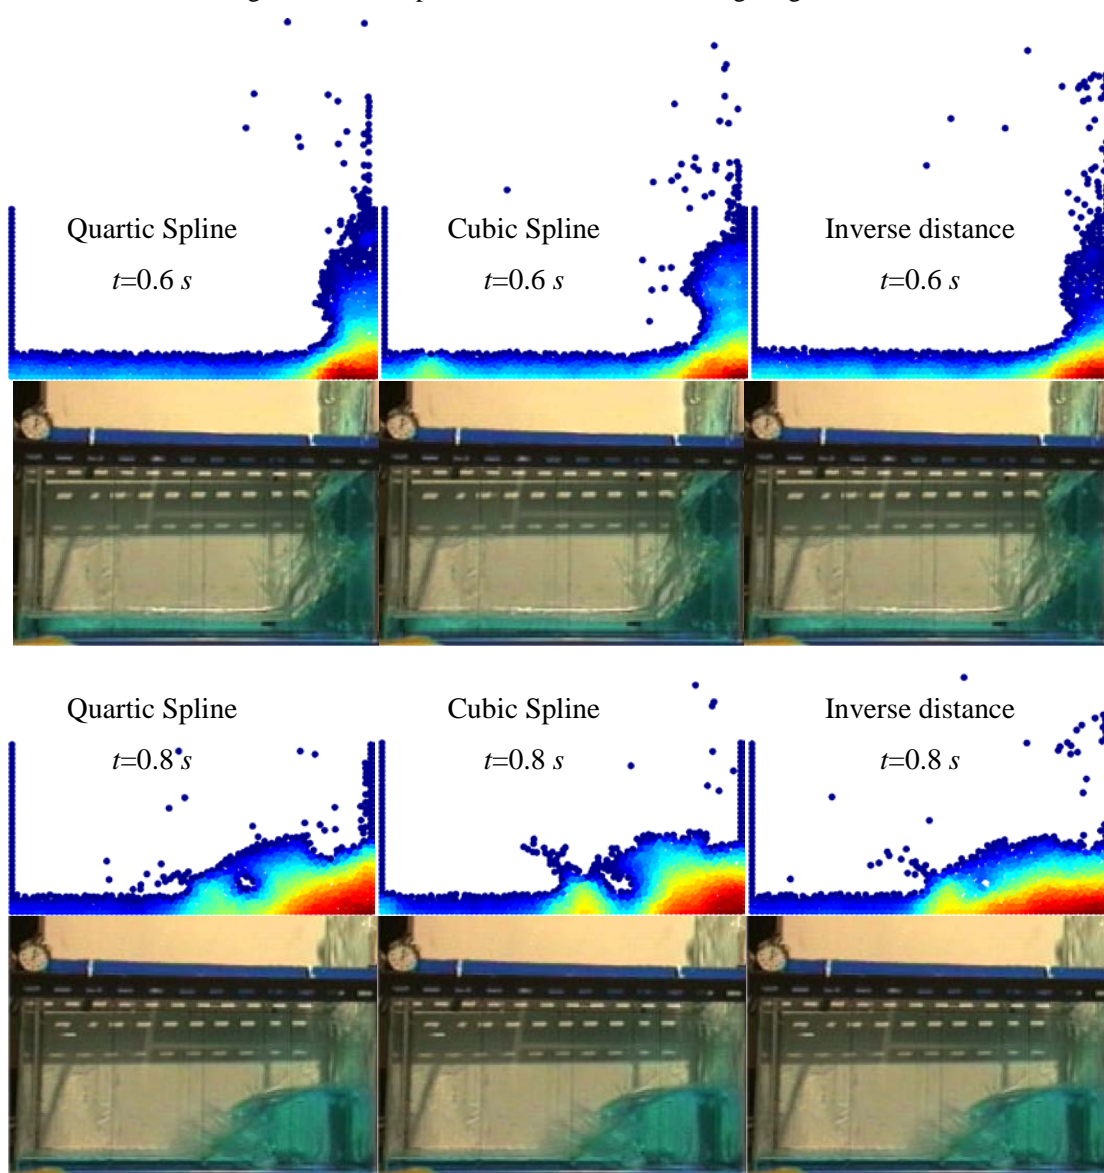 Quartic Spline Cubic Spline Inverse distance
t=0.6 s t=0.6 s t=0.6 s
Quartic Spline Cubic Spline Inverse distance
t=0.8 s t=0.8 s t=0.8 s